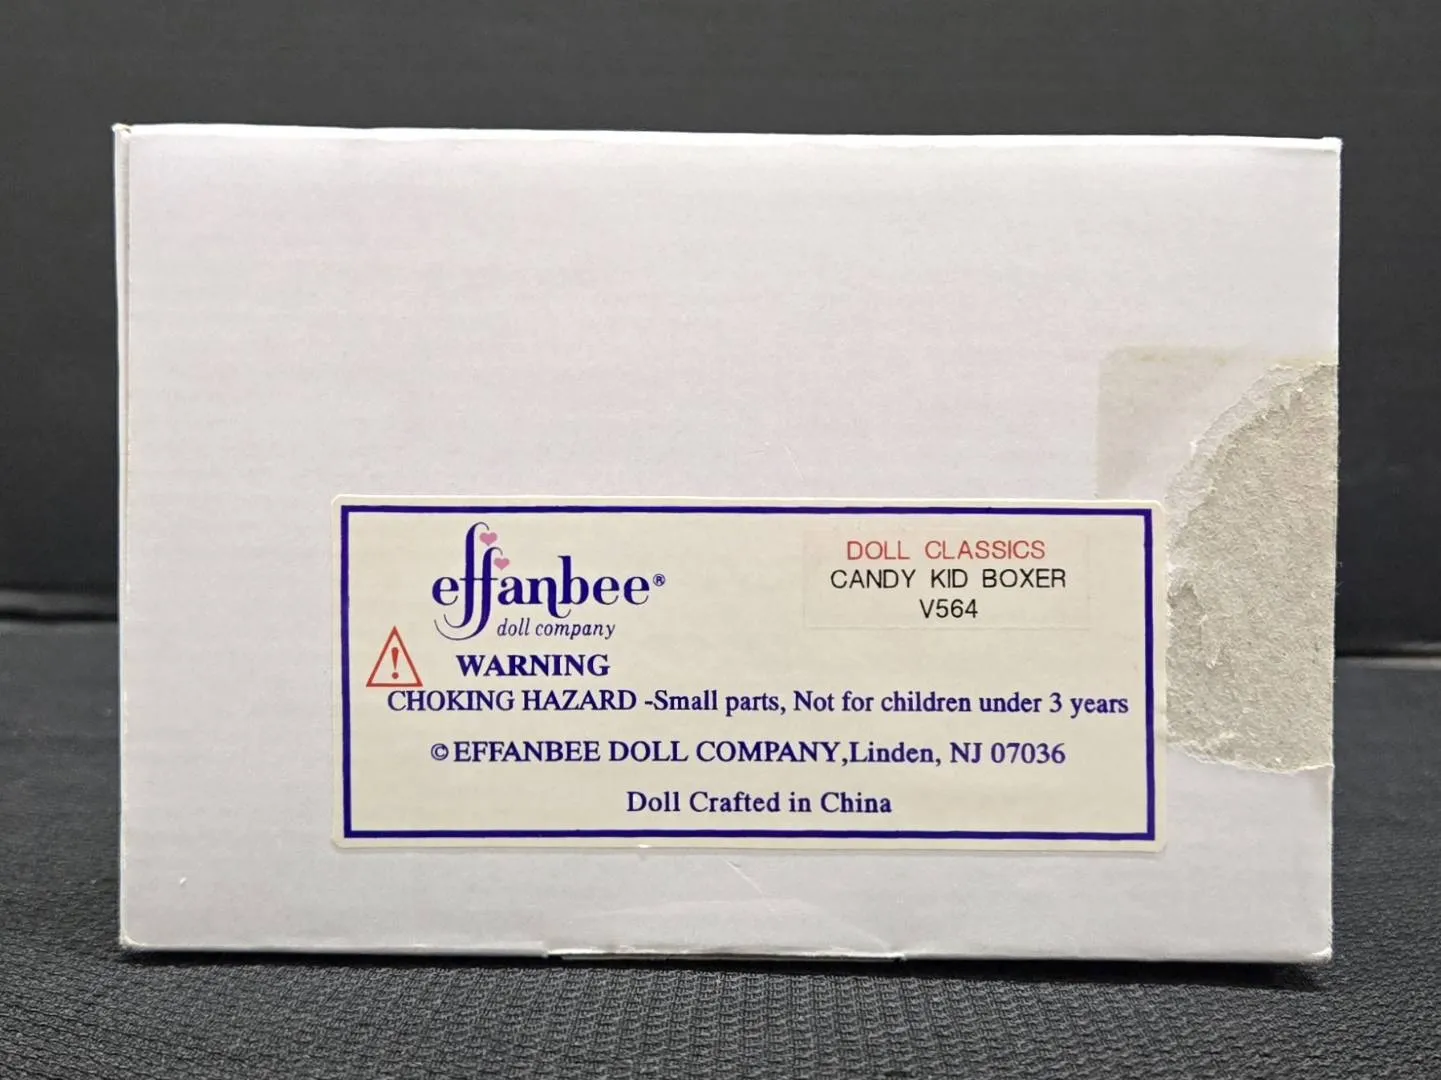 effanbee®
doll company
DOLL CLASSICS
CANDY KID BOXER
V564
WARNING
CHOKING HAZARD -Small parts, Not for children under 3 years
©EFFANBEE DOLL COMPANY,Linden, NJ 07036
Doll Crafted in China